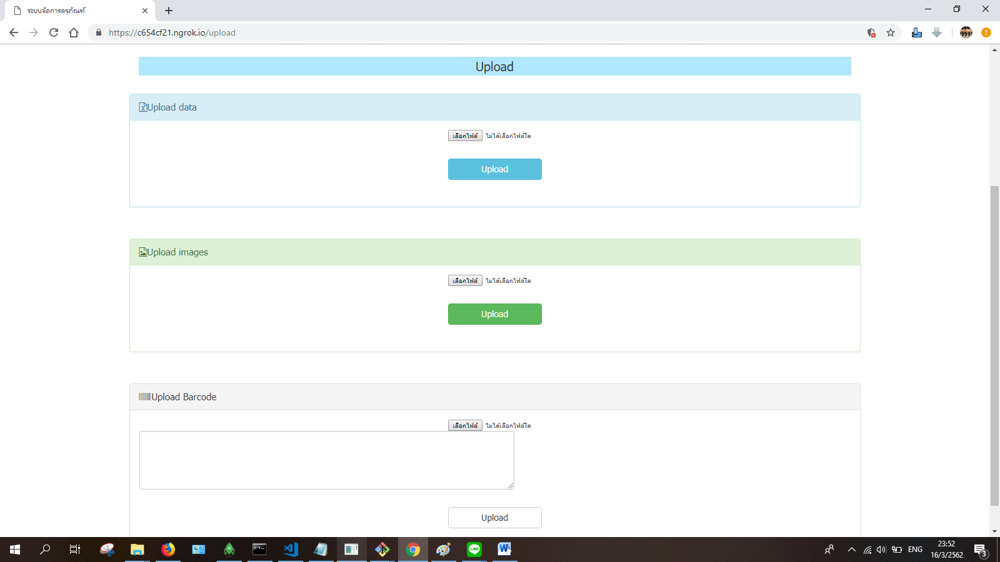 ระบบจัดการครุภัณฑ์
https://c654cf21.ngrok.io/upload
Upload
Upload data
เลือกไฟล์ ไม่ได้เลือกไฟล์ใด
Upload
Upload images
เลือกไฟล์ ไม่ได้เลือกไฟล์ใด
Upload
Upload Barcode
เลือกไฟล์ ไม่ได้เลือกไฟล์ใด
Upload
ENG
23:52
16/3/2562
3